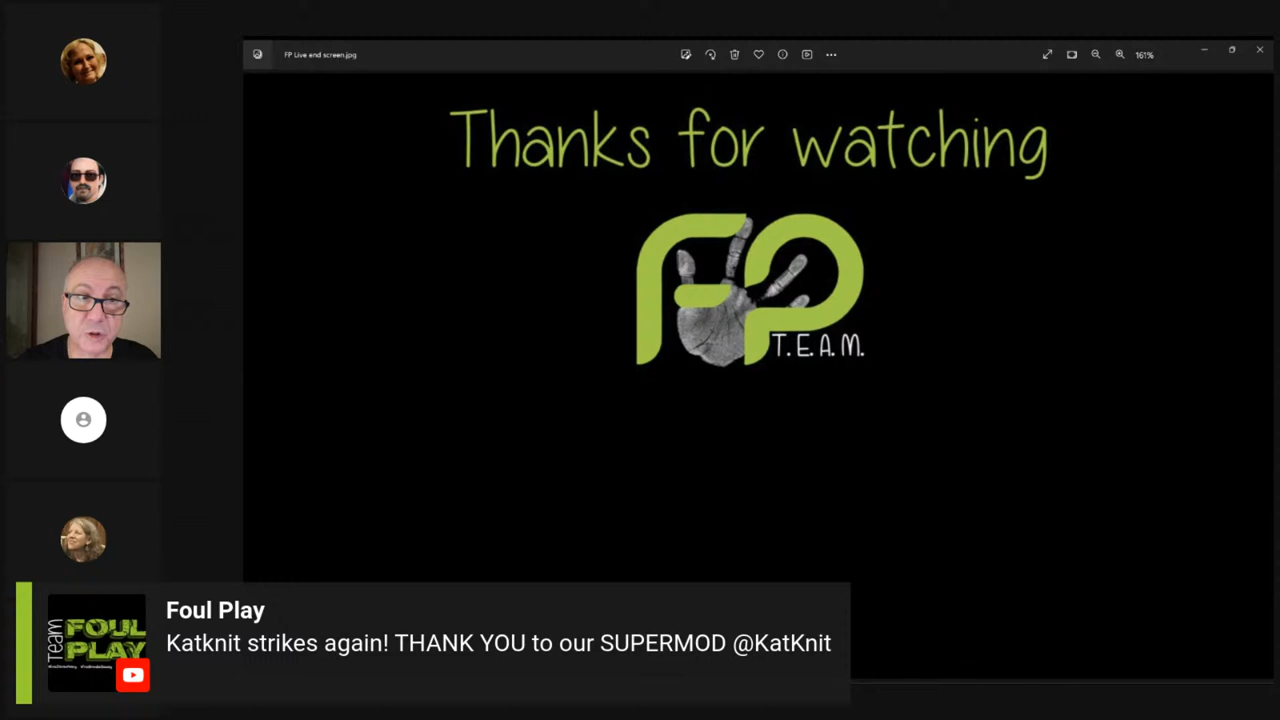 FP Live end screen.jpg
161%
Thanks for watching
FP
T.E.A.M.
Team
FOUL
PLAY
Foul Play
Katknit strikes again! THANK YOU to our SUPERMOD @KatKnit